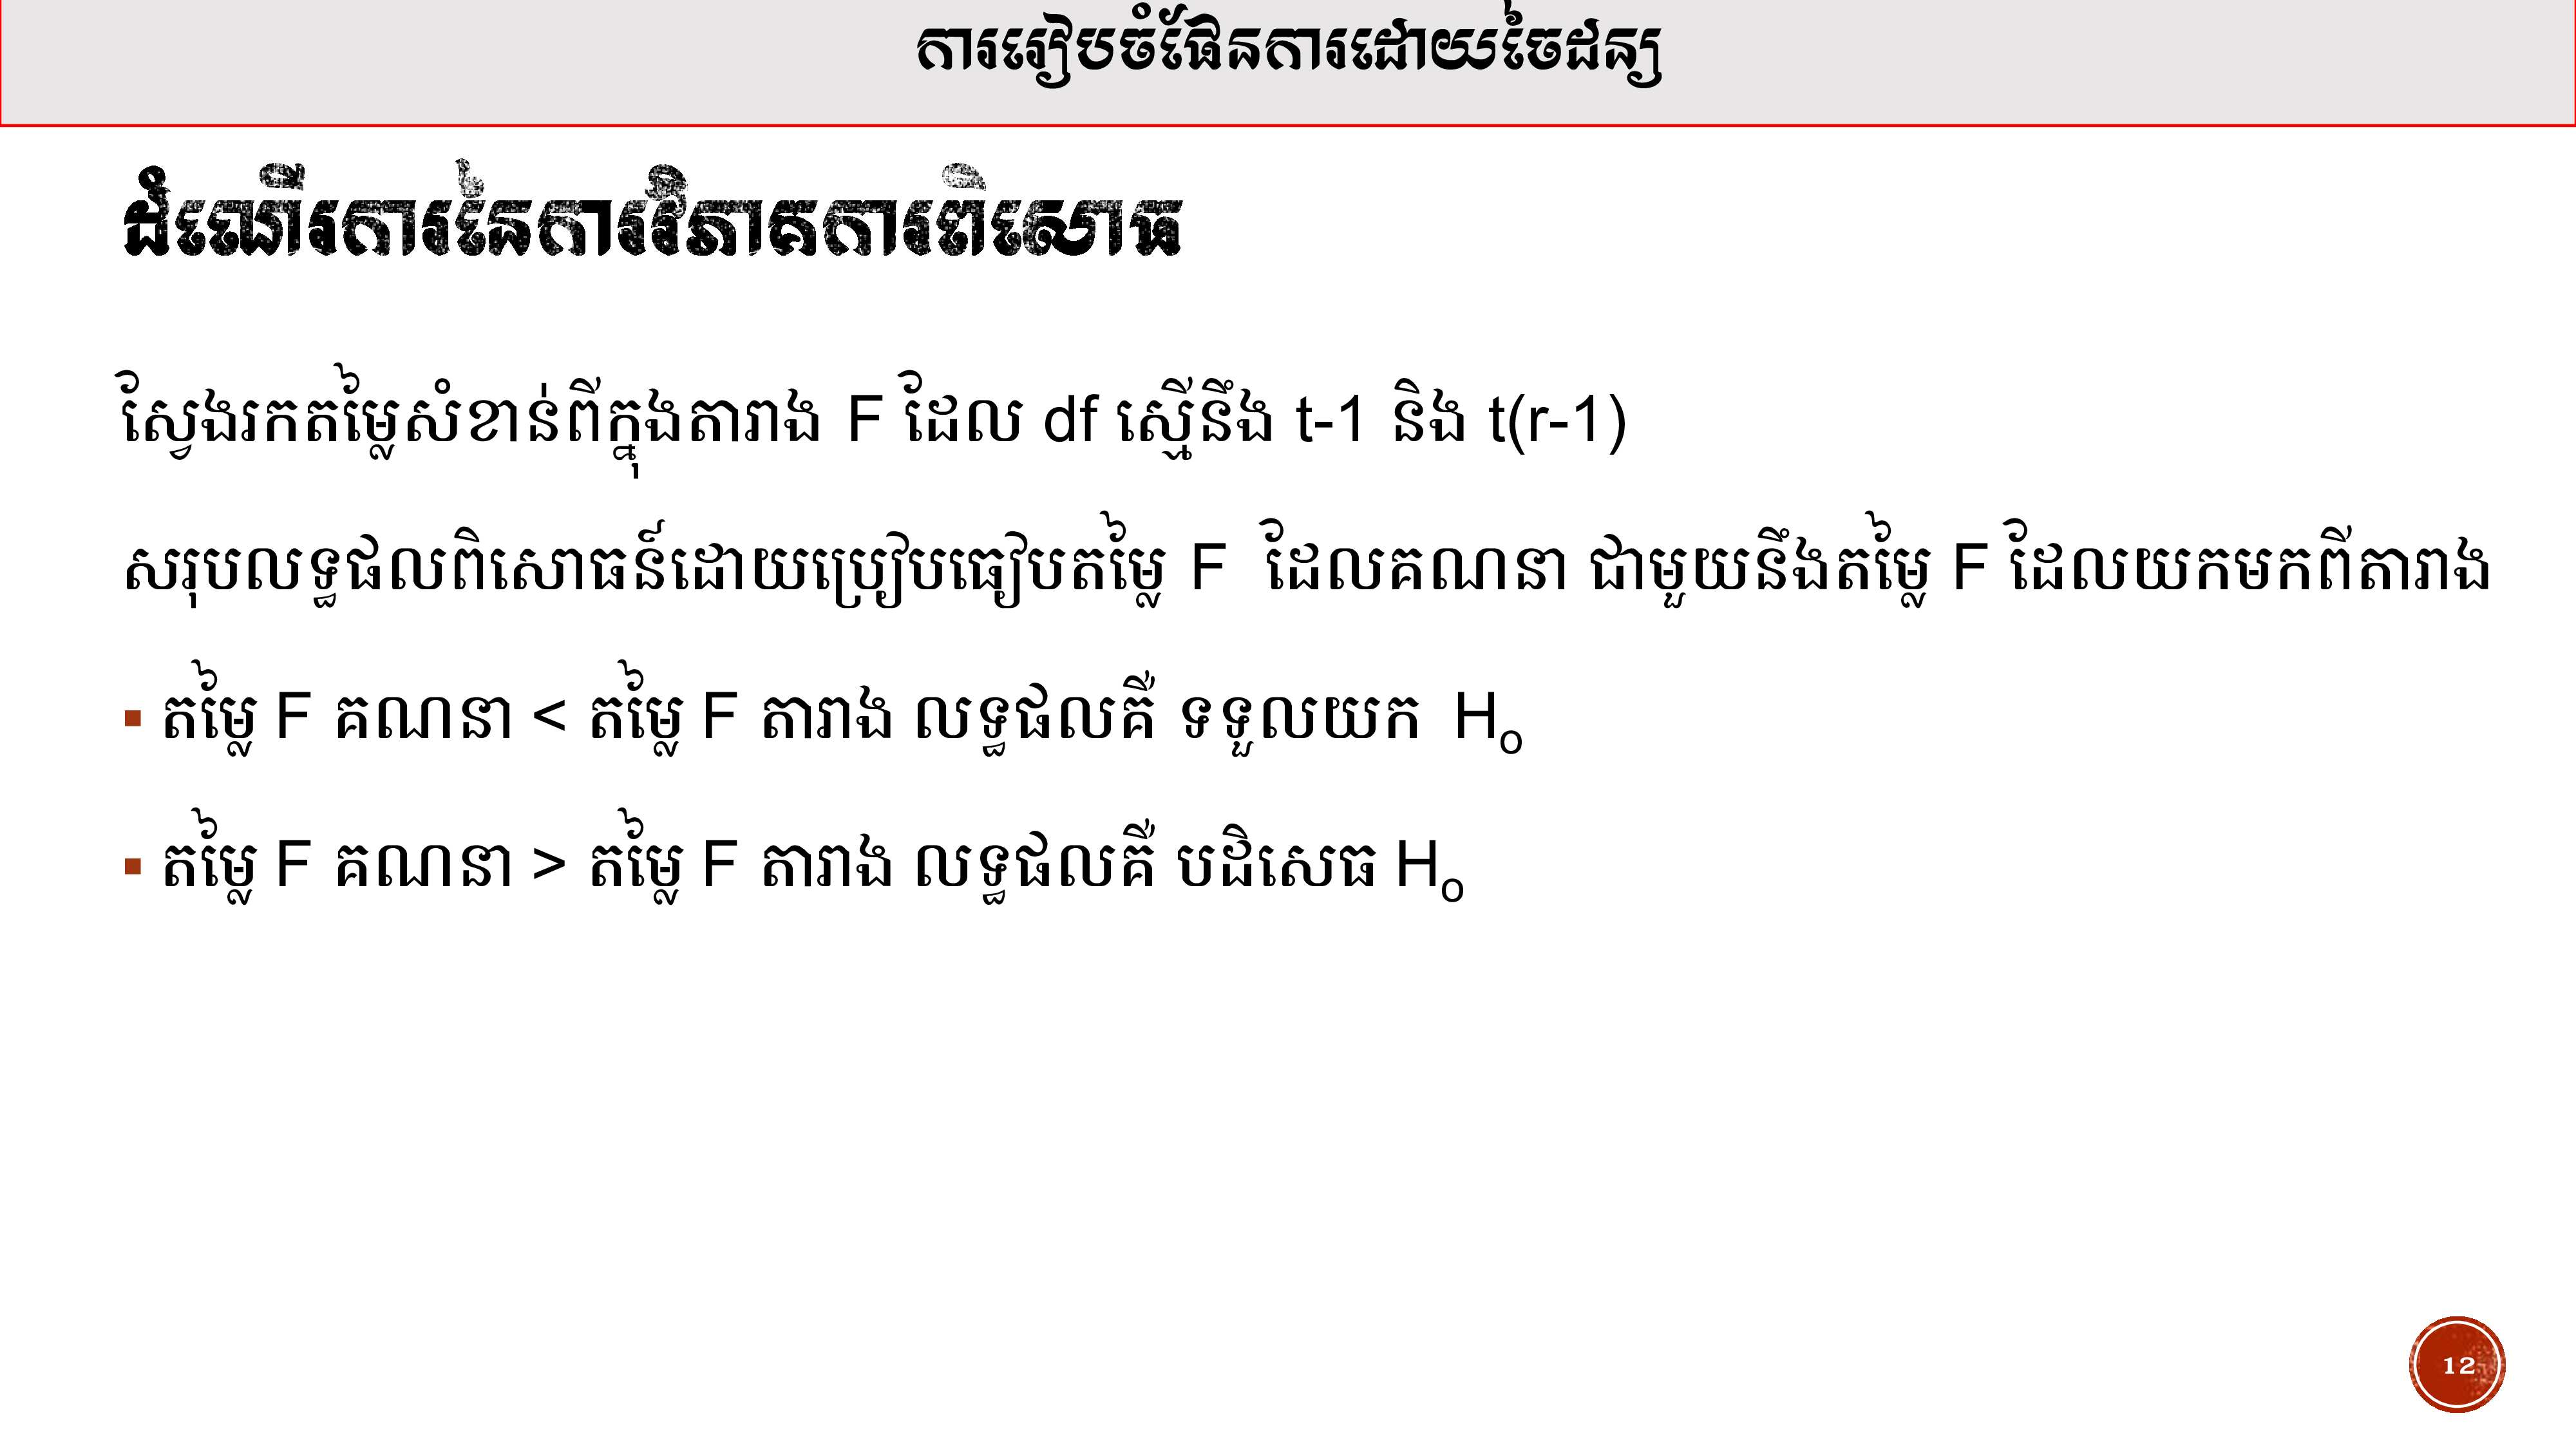 ការរៀបចំផែនការដោយចៃដន្យ
ដំណើរការនៃការវិភាគការពិសោធ
ស្វែងរកតម្លៃសំខាន់ពីក្នុងតារាង F ដែល df ស្មើនឹង t-1 និង t(r-1)
សរុបលទ្ធផលពិសោធន៍ដោយប្រៀបធៀបតម្លៃ F ដែលគណនា ជាមួយនឹងតម្លៃ F ដែលយកមកពីតារាង
▪ តម្លៃ F គណនា < តម្លៃ F តារាង លទ្ធផលគឺ ទទួលយក Ho
▪ តម្លៃ F គណនា > តម្លៃ F តារាង លទ្ធផលគឺ បដិសេធ Ho
12